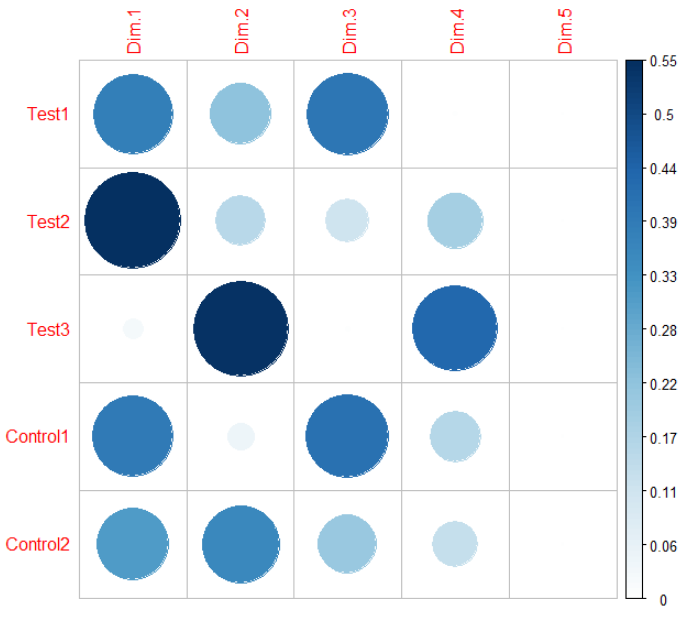 Dim.1
Dim.2
Dim.3
Dim.4
Dim.5
Test1
Test2
Test3
Control1
Control2
0.55
0.5
0.44
0.39
0.33
0.28
0.22
0.17
0.11
0.06
0